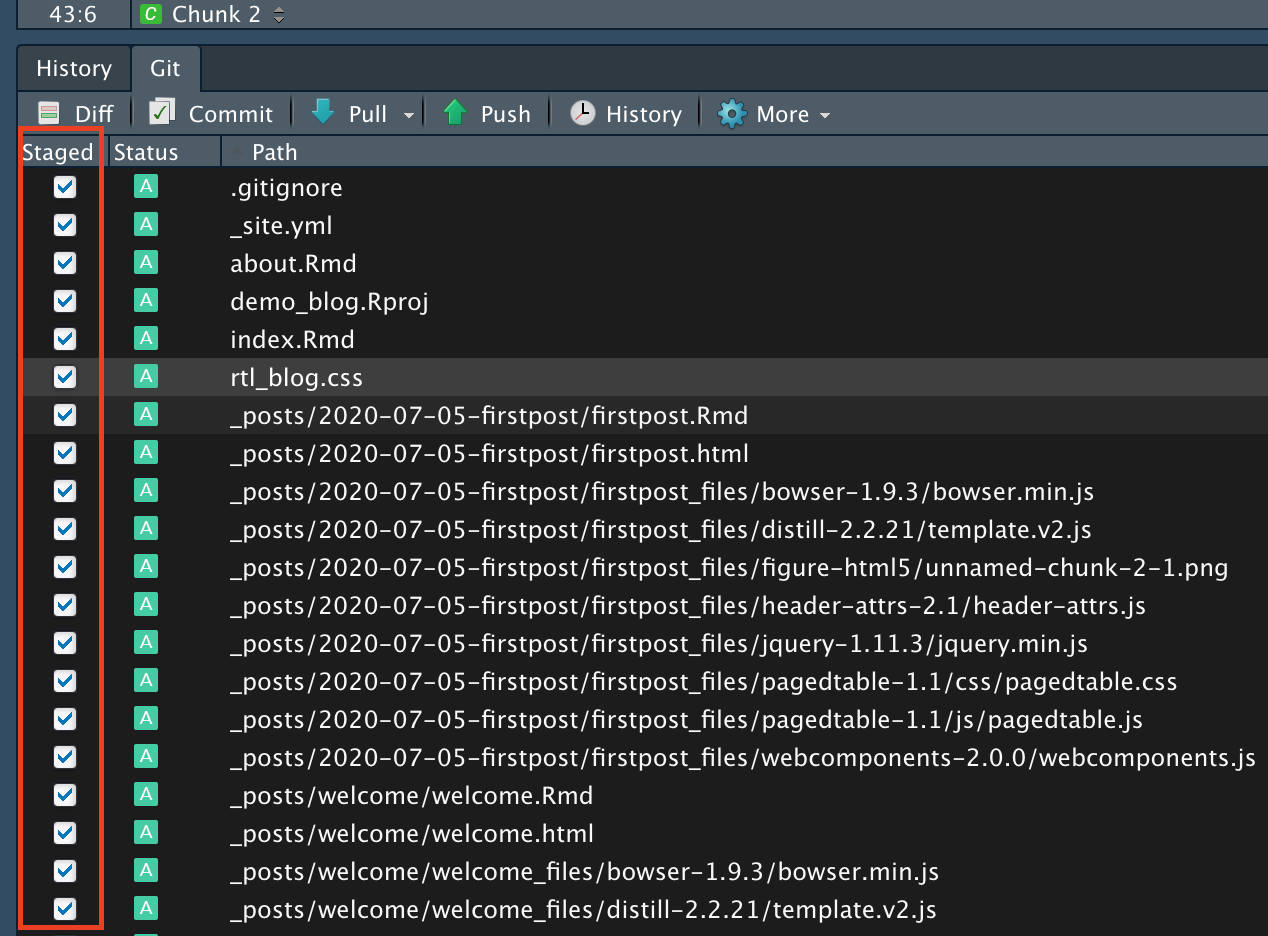 43:6 C Chunk 2
History Git
Diff Commit Pull Push History More
Staged Status Path
A .gitignore
A _site.yml
A about.Rmd
A demo_blog.Rproj
A index.Rmd
A rtl_blog.css
A _posts/2020-07-05-firstpost/firstpost.Rmd
A _posts/2020-07-05-firstpost/firstpost.html
A _posts/2020-07-05-firstpost/firstpost_files/bowser-1.9.3/bowser.min.js
A _posts/2020-07-05-firstpost/firstpost_files/distill-2.2.21/template.v2.js
A _posts/2020-07-05-firstpost/firstpost_files/figure-html5/unnamed-chunk-2-1.png
A _posts/2020-07-05-firstpost/firstpost_files/header-attrs-2.1/header-attrs.js
A _posts/2020-07-05-firstpost/firstpost_files/jquery-1.11.3/jquery.min.js
A _posts/2020-07-05-firstpost/firstpost_files/pagedtable-1.1/css/pagedtable.css
A _posts/2020-07-05-firstpost/firstpost_files/pagedtable-1.1/js/pagedtable.js
A _posts/2020-07-05-firstpost/firstpost_files/webcomponents-2.0.0/webcomponents.js
A _posts/welcome/welcome.Rmd
A _posts/welcome/welcome.html
A _posts/welcome/welcome_files/bowser-1.9.3/bowser.min.js
A _posts/welcome/welcome_files/distill-2.2.21/template.v2.js